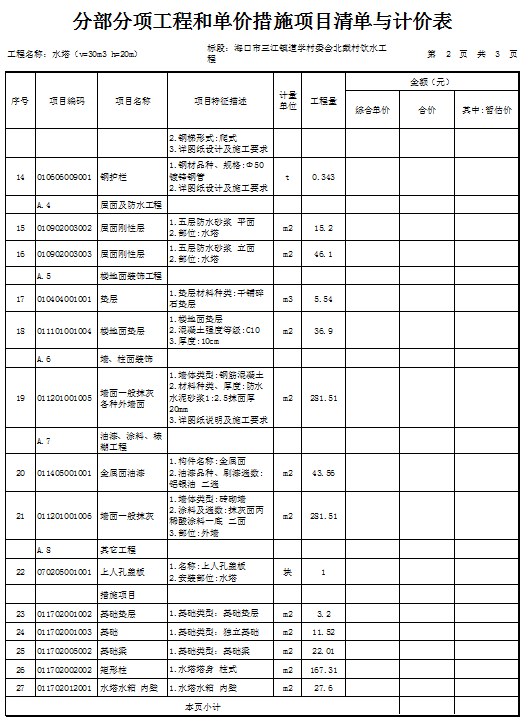 分部分项工程和单价措施项目清单与计价表
工程名称：水塔（v=30m3 h=20m）
标段：海口市三江镇道学村委会北戴村饮水工
程
第 2 页 共 3 页
序号 项目编码 项目名称 项目特征描述 计量单位 工程量 金额（元）
综合单价 合价 其中：暂估价
2.钢梯形式：爬式
3.详图纸设计及施工要求
14 010606009001 钢护栏 1.钢材品种、规格：Φ50 t 0.343
镀锌钢管
2.详图纸设计及施工要求
A.4 屋面及防水工程
15 010902003002 屋面刚性层 1.五层防水砂浆 平面 m2 15.2
2.部位：水塔
16 010902003003 屋面刚性层 1.五层防水砂浆 立面 m2 46.1
2.部位：水塔
A.5 楼地面装饰工程
17 010404001001 垫层 1.垫层材料种类：干铺碎 m3 5.54
石垫层
18 011101001004 楼地面垫层 1.楼地面垫层 m2 36.9
2.混凝土强度等级：C10
3.厚度：10cm
A.6 墙、柱面装饰
19 011201001005 墙面一般抹灰 各种外墙面 1.墙体类型：钢筋混凝土 m2 281.51
2.材料种类、厚度：防水
水泥砂浆1：2.5抹面厚
20mm
3.详图纸说明及施工要求
A.7 油漆、涂料、裱
糊工程
20 011405001001 金属面油漆 1.构件名称：金属面 m2 43.56
2.油漆品种、刷漆遍数：
铝银油 二遍
21 011201001006 墙面一般抹灰 1.墙体类型：砖砌墙 m2 281.51
2.涂料及遍数：抹灰面丙
烯酸涂料一底 二面
3.部位：外墙
A.8 其它工程
22 070205001001 上人孔盖板 1.名称：上人孔盖板 块 1
2.安装部位：水塔
措施项目
23 011702001002 基础垫层 1.基础类型：基础垫层 m2 3.2
24 011702001003 基础 1.基础类型：独立基础 m2 11.52
25 011702005002 基础梁 1.基础类型：基础梁 m2 22.01
26 011702002002 矩形柱 1.水塔塔身 柱式 m2 167.31
27 011702012001 水塔水箱 内壁 1.水塔水箱 内壁 m2 27.6
本页小计